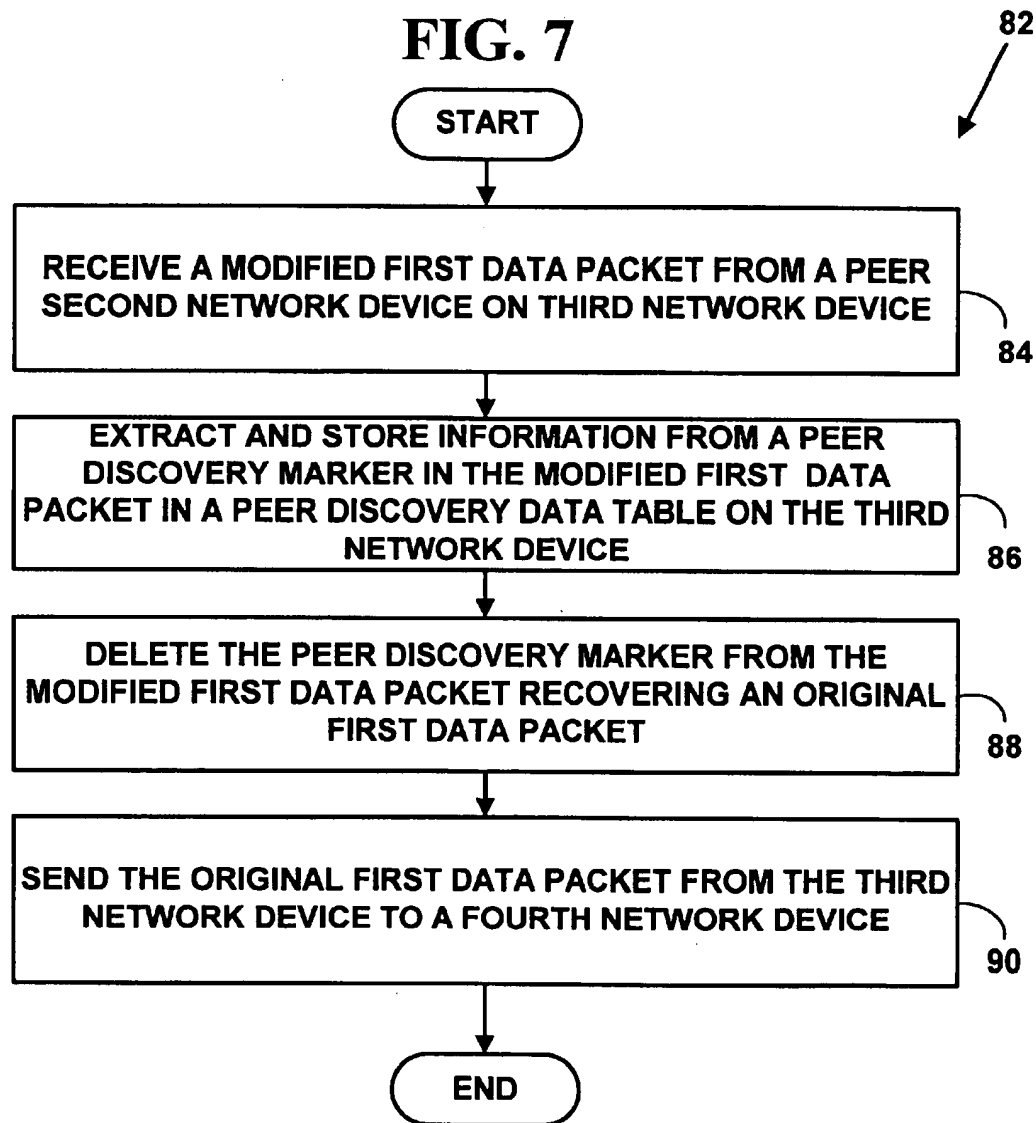 FIG. 7
82
START
RECEIVE A MODIFIED FIRST DATA PACKET FROM A PEER
SECOND NETWORK DEVICE ON THIRD NETWORK DEVICE
84
EXTRACT AND STORE INFORMATION FROM A PEER
DISCOVERY MARKER IN THE MODIFIED FIRST DATA
PACKET IN A PEER DISCOVERY DATA TABLE ON THE THIRD
NETWORK DEVICE
86
DELETE THE PEER DISCOVERY MARKER FROM THE
MODIFIED FIRST DATA PACKET RECOVERING AN ORIGINAL
FIRST DATA PACKET
88
SEND THE ORIGINAL FIRST DATA PACKET FROM THE THIRD
NETWORK DEVICE TO A FOURTH NETWORK DEVICE
90
END